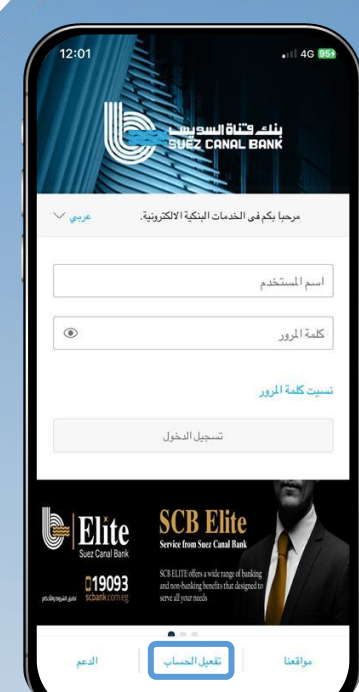 12:01
4G 95
بنك قناة السويس
SUEZ CANAL BANK
مرحبا بكم في الخدمات البنكية الالكترونية.
عربي
اسم المستخدم
كلمة المرور
نسيت كلمة المرور
تسجيل الدخول
Elite
Suez Canal Bank
19093
scbank.com.eg
SCB Elite
Service from Suez Canal Bank
SCB ELITE offers a wide range of banking
and non-banking benefits that designed to
serve all your needs
مواقعنا
تفعيل الحساب
الدعم